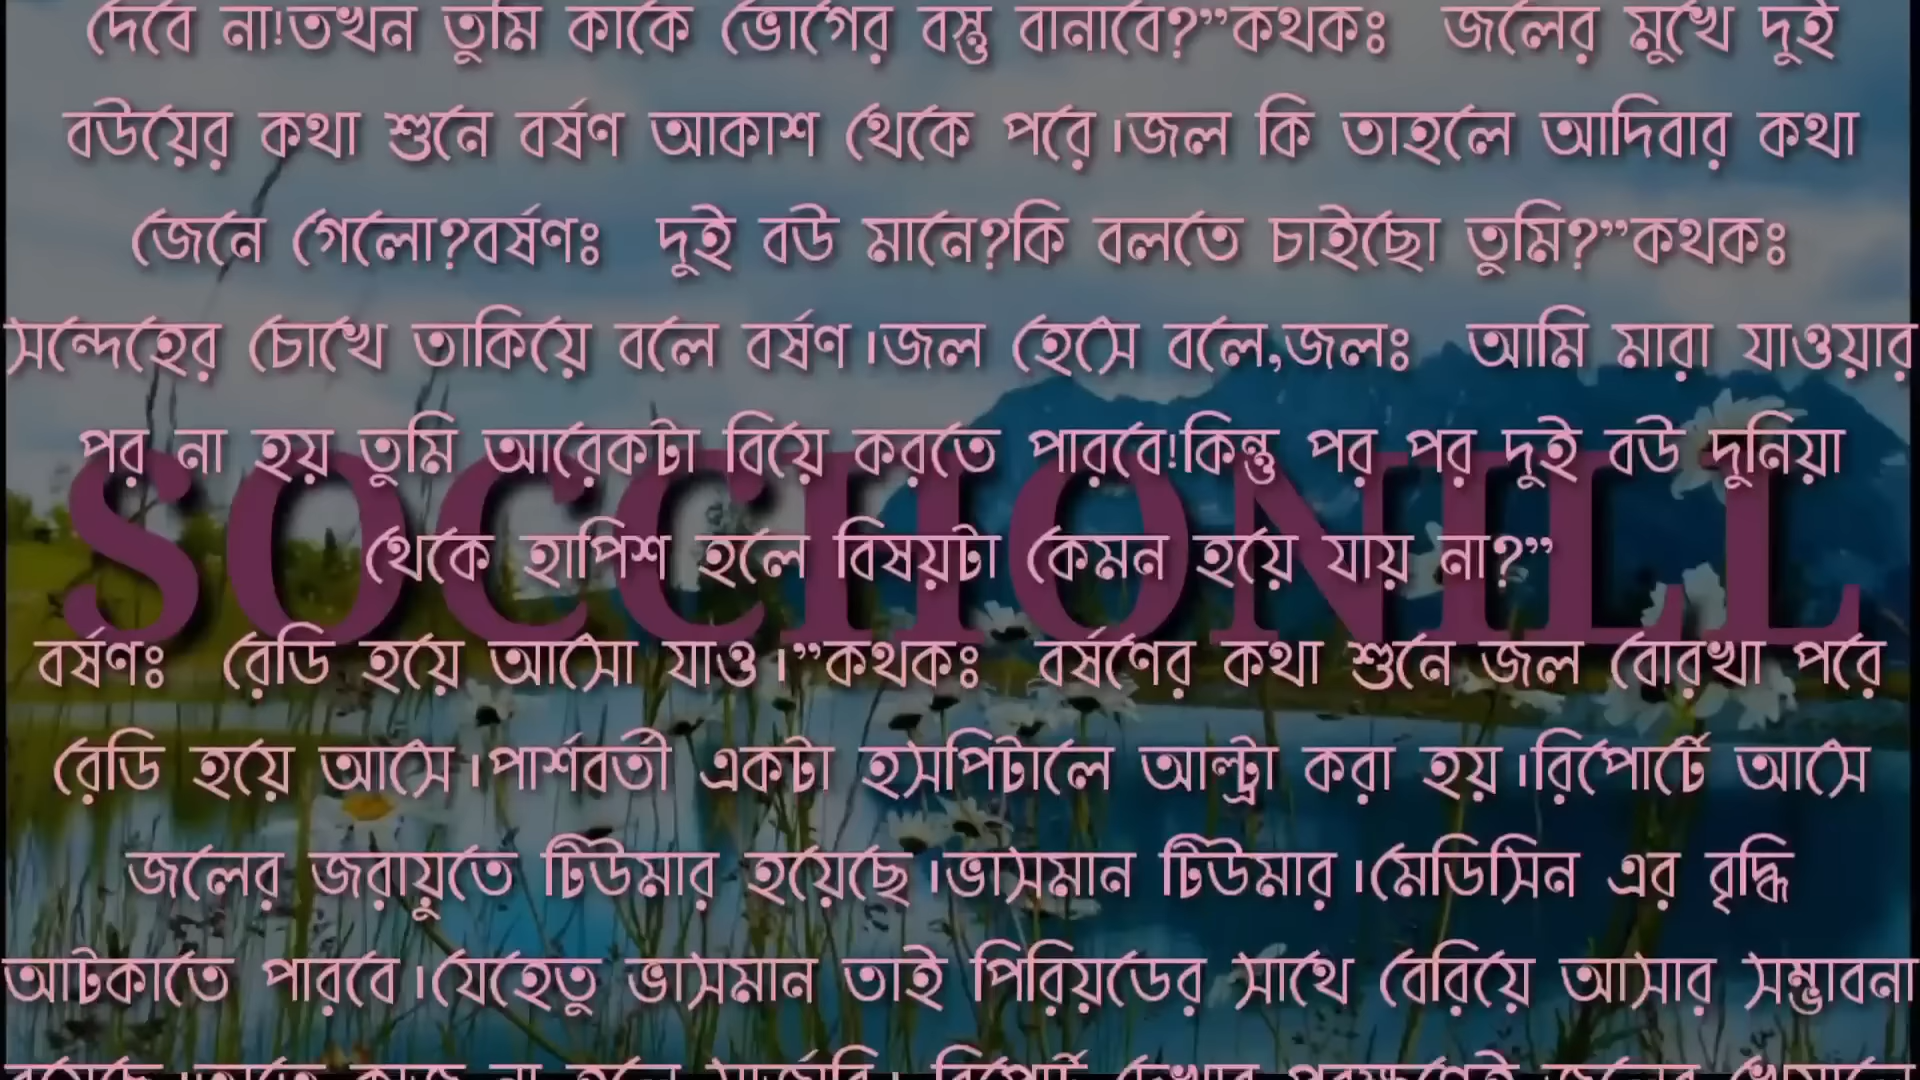 দেবে না!তখন তুমি কাকে ভোগের বস্তু বানাবে?”কথকঃ জলের মুখে দুই
বউয়ের কথা শুনে বর্ষণ আকাশ থেকে পরে।জল কি তাহলে আদিবার কথা
জেনে গেলো?বর্ষণঃ দুই বউ মানে?কি বলতে চাইছো তুমি?”কথকঃ
সন্দেহের চোখে তাকিয়ে বলে বর্ষণ।জল হেসে বলে,জলঃ আমি মারা যাওয়ার
পর না হয় তুমি আরেকটা বিয়ে করতে পারবে!কিন্তু পর পর দুই বউ দুনিয়া
SOCCHONILL
থেকে হাপিশ হলে বিষয়টা কেমন হয়ে যায় না?”
বর্ষণঃ রেডি হয়ে আসো যাও।”কথকঃ বর্ষণের কথা শুনে জল বোরখা পরে
রেডি হয়ে আসে।পার্শবর্তী একটা হসপিটালে আল্ট্রা করা হয়।রিপোর্টে আসে
জলের জরায়ুতে টিউমার হয়েছে।ভাসমান টিউমার।মেডিসিন এর বৃদ্ধি
আটকাতে পারবে।যেহেতু ভাসমান তাই পিরিয়ডের সাথে বেরিয়ে আসার সম্ভাবনা